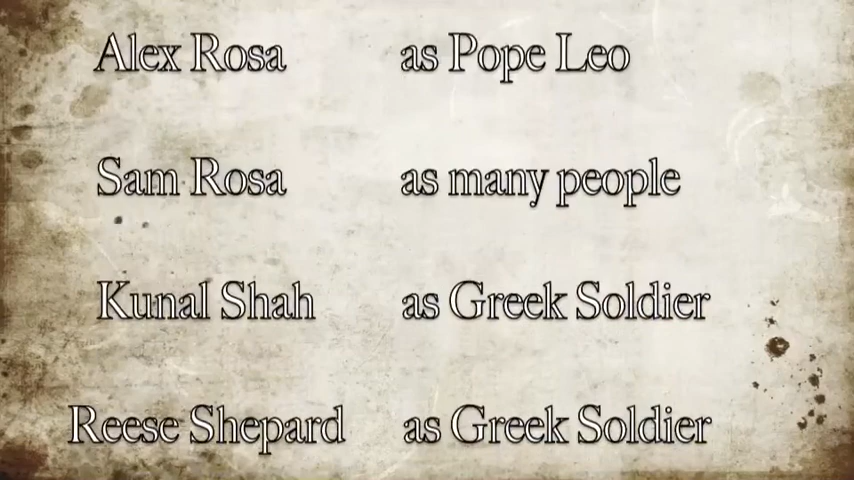 Alex Rosa as Pope Leo
Sam Rosa as many people
Kunal Shah as Greek Soldier
Reese Shepard as Greek Soldier